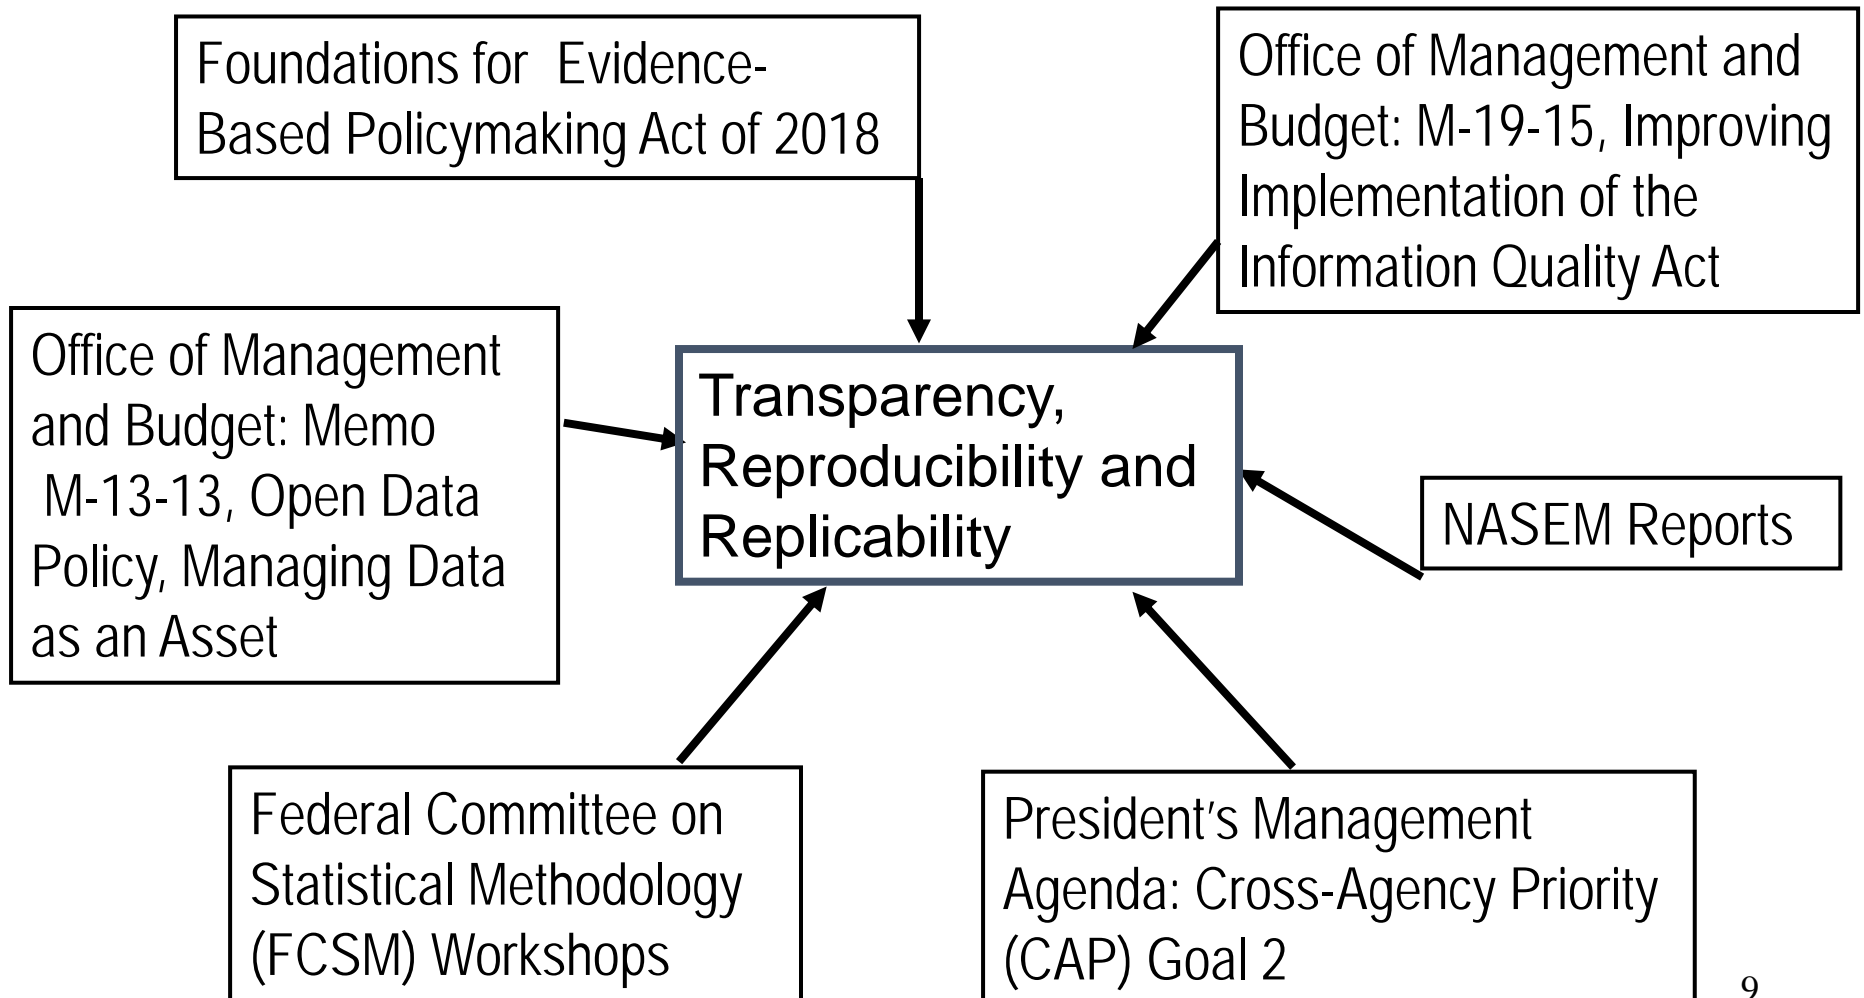 Foundations for Evidence-
Based Policymaking Act of 2018
Office of Management and
Budget: M-19-15, Improving
Implementation of the
Information Quality Act
Office of Management
and Budget: Memo
M-13-13, Open Data
Policy, Managing Data
as an Asset
Transparency,
Reproducibility and
Replicability
NASEM Reports
Federal Committee on
Statistical Methodology
(FCSM) Workshops
President's Management
Agenda: Cross-Agency Priority
(CAP) Goal 2
9